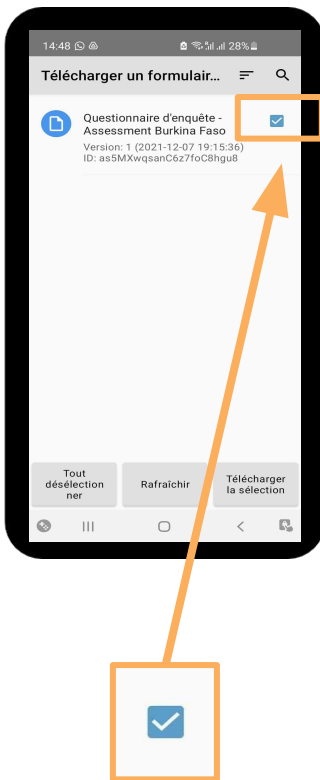 14:48 28%
Télécharger un formulair...
Questionnaire d'enquête -
Assessment Burkina Faso
Version: 1 (2021-12-07 19:15:36)
ID: as5MXwqsanC6z7foC8hgu8
Tout
désélection
ner
Rafraîchir
Télécharger
la sélection